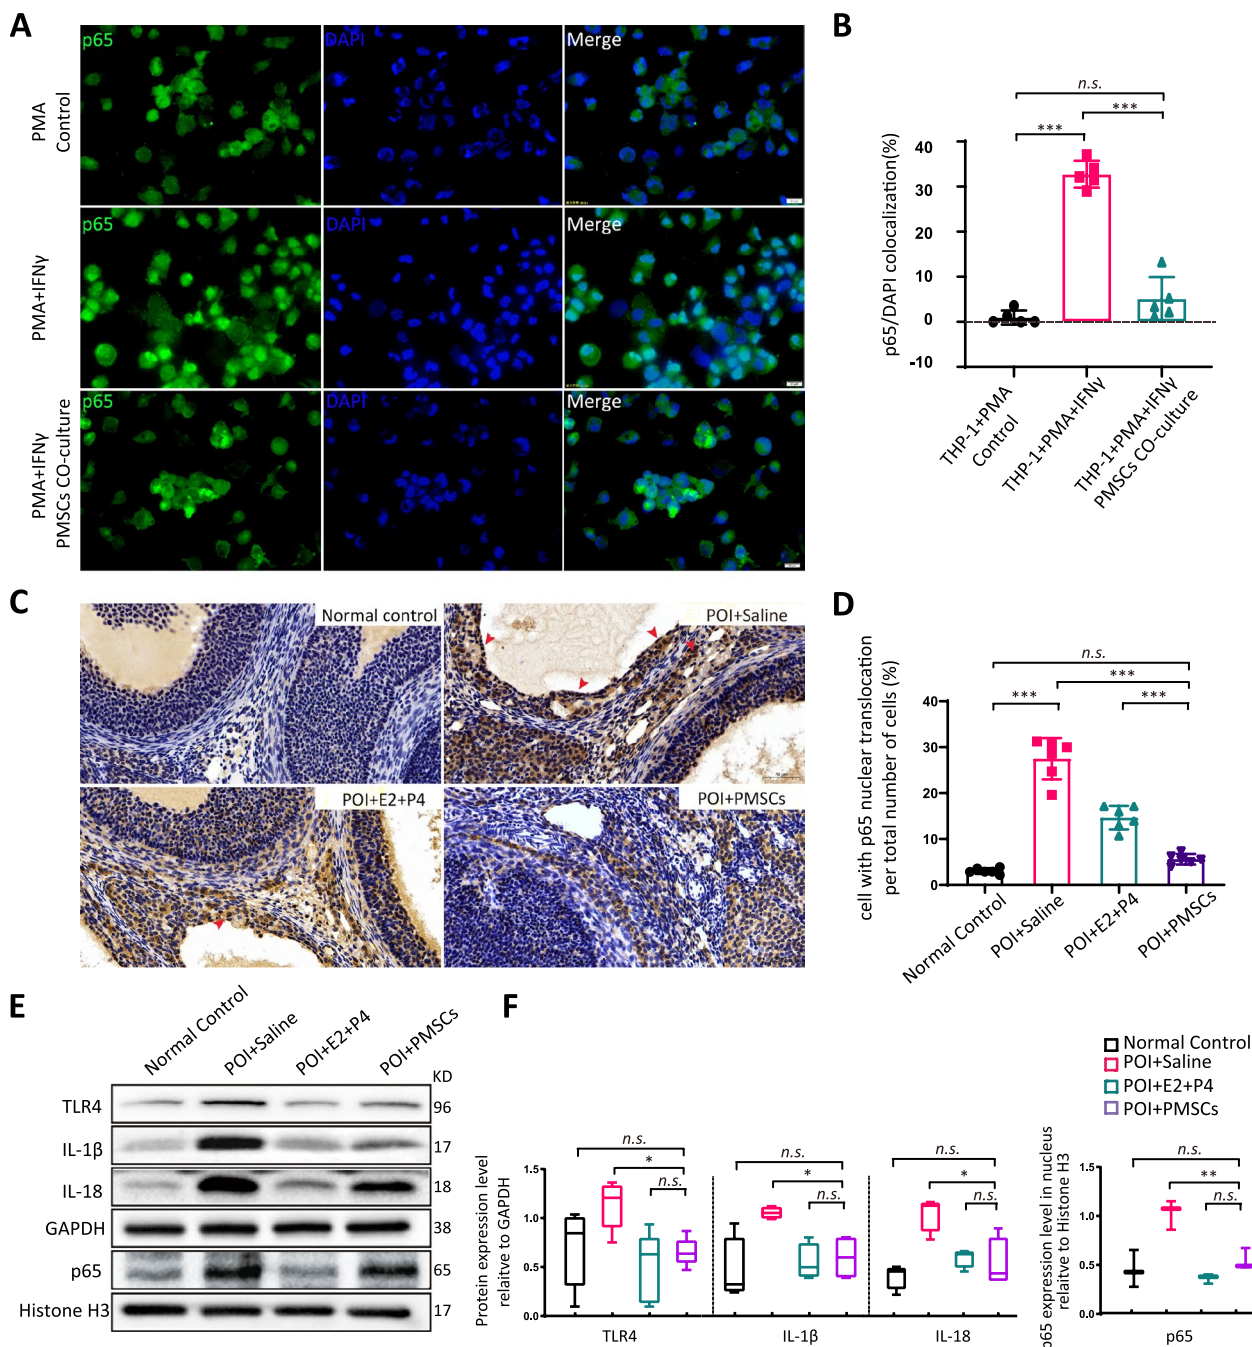 A
p65
DAPI
Merge
PMA
Control
p65
DAPI
Merge
PMA+IFNγ
p65
DAPI
Merge
PMA+IFNγ
PMSCs CO-culture
B
n.s.
***
***
p65/DAPI colocalization(%)
40
30
20
10
0
-10
THP-1+PMA
Control
THP-1+PMA+IFNγ
THP-1+PMA+IFNγ
PMSCs CO-culture
C
Normal control
POI+Saline
POI+E2+P4
POI+PMSCs
D
n.s.
***
***
***
cell with p65 nuclear translocation
per total number of cells (%)
40
30
20
10
0
Normal Control
POI+Saline
POI+E2+P4
POI+PMSCs
E
Normal Control
POI+Saline
POI+E2+P4
POI+PMSCs
KD
TLR4
96
IL-1β
17
IL-18
18
GAPDH
38
p65
65
Histone H3
17
F
Normal Control
POI+Saline
POI+E2+P4
POI+PMSCs
Protein expression level
relaitve to GAPDH
1.5
1.0
0.5
0.0
n.s.
*
n.s.
TLR4
n.s.
*
n.s.
IL-1β
n.s.
*
n.s.
IL-18
p65 expression level in nucleus
relaitve to Histone H3
1.5
1.0
0.5
0.0
n.s.
**
n.s.
p65